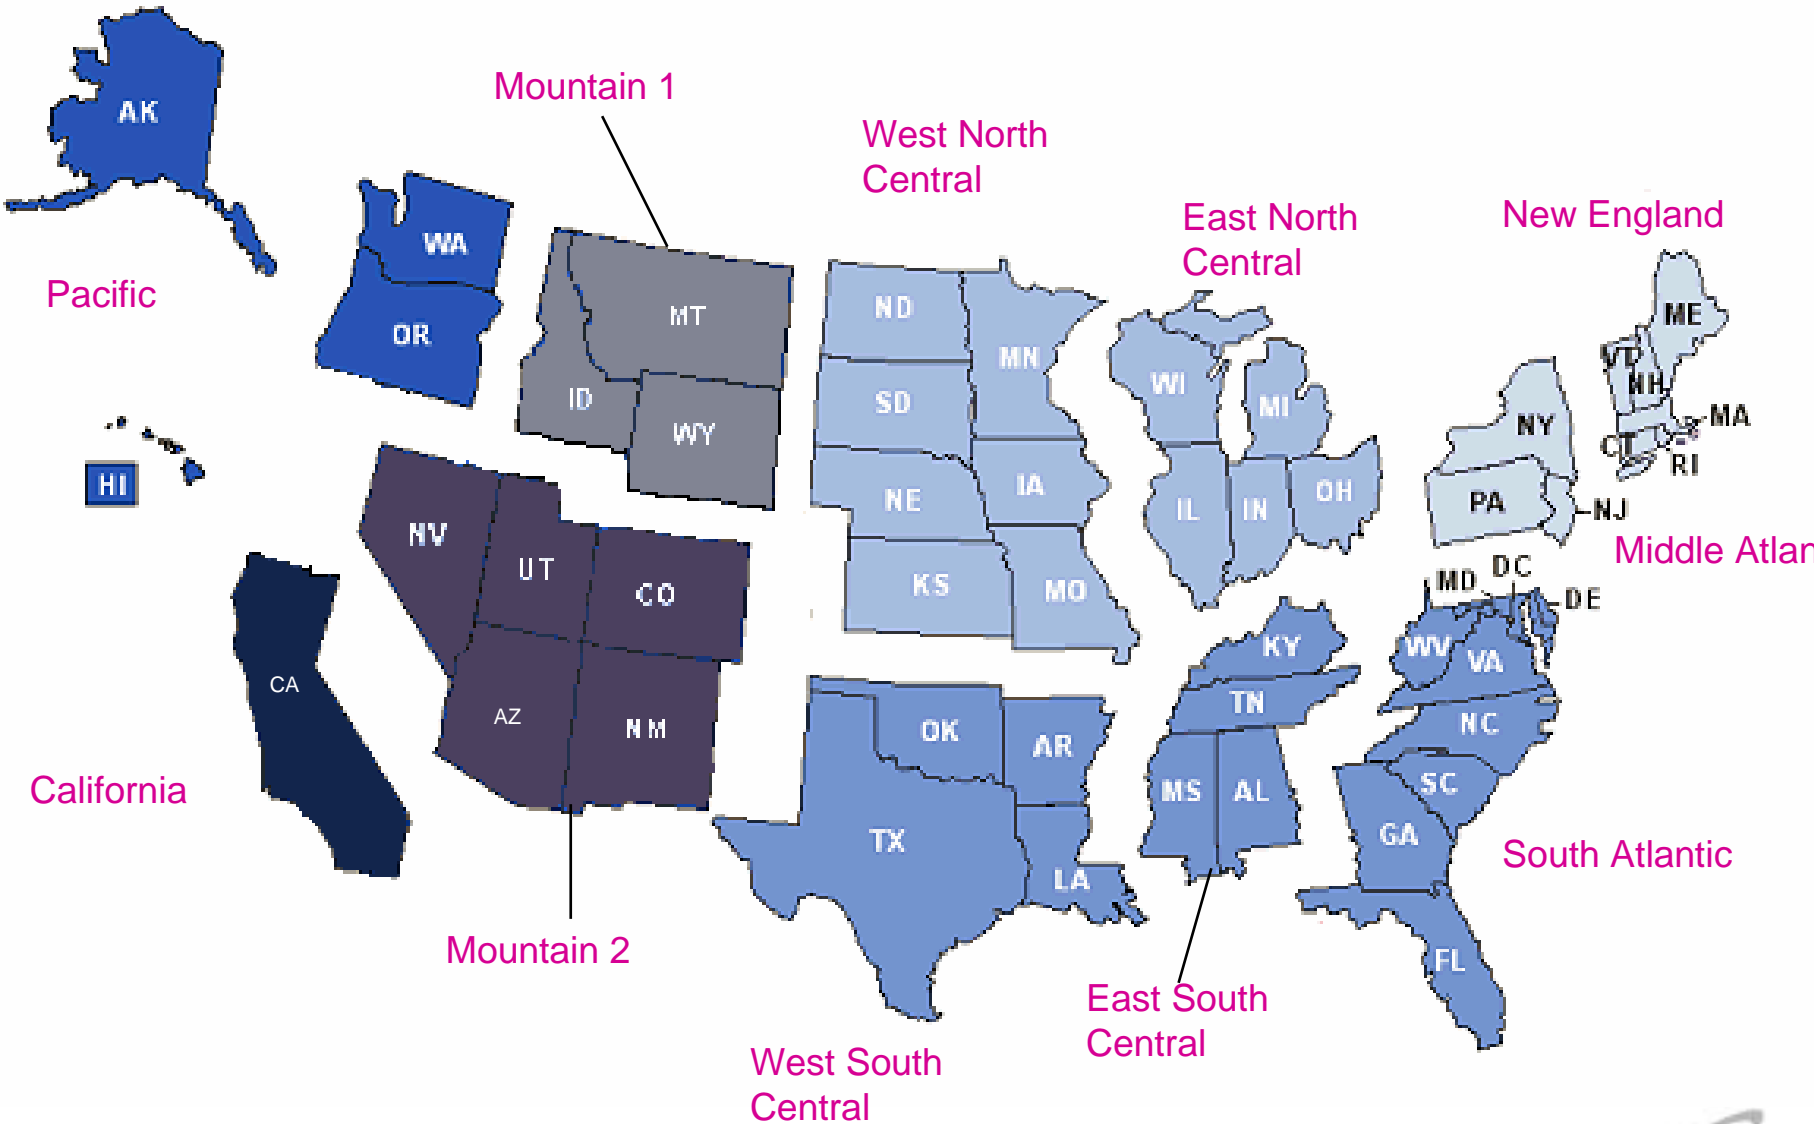 AK
Mountain 1
West North
Central
East North
Central
New England
WA
Pacific
OR
MT
ID
WY
ND
MN
SD
NE
IA
KS
MO
WI
MI
IL
IN
OH
ME
VT
NH
NY
MA
CT
RI
PA
NJ
Middle Atlan
HI
NV
UT
CO
CA
AZ
NM
California
Mountain 2
OK
AR
TX
LA
West South
Central
KY
TN
MS
AL
East South
Central
MD
DC
DE
WV
VA
NC
SC
GA
FL
South Atlantic